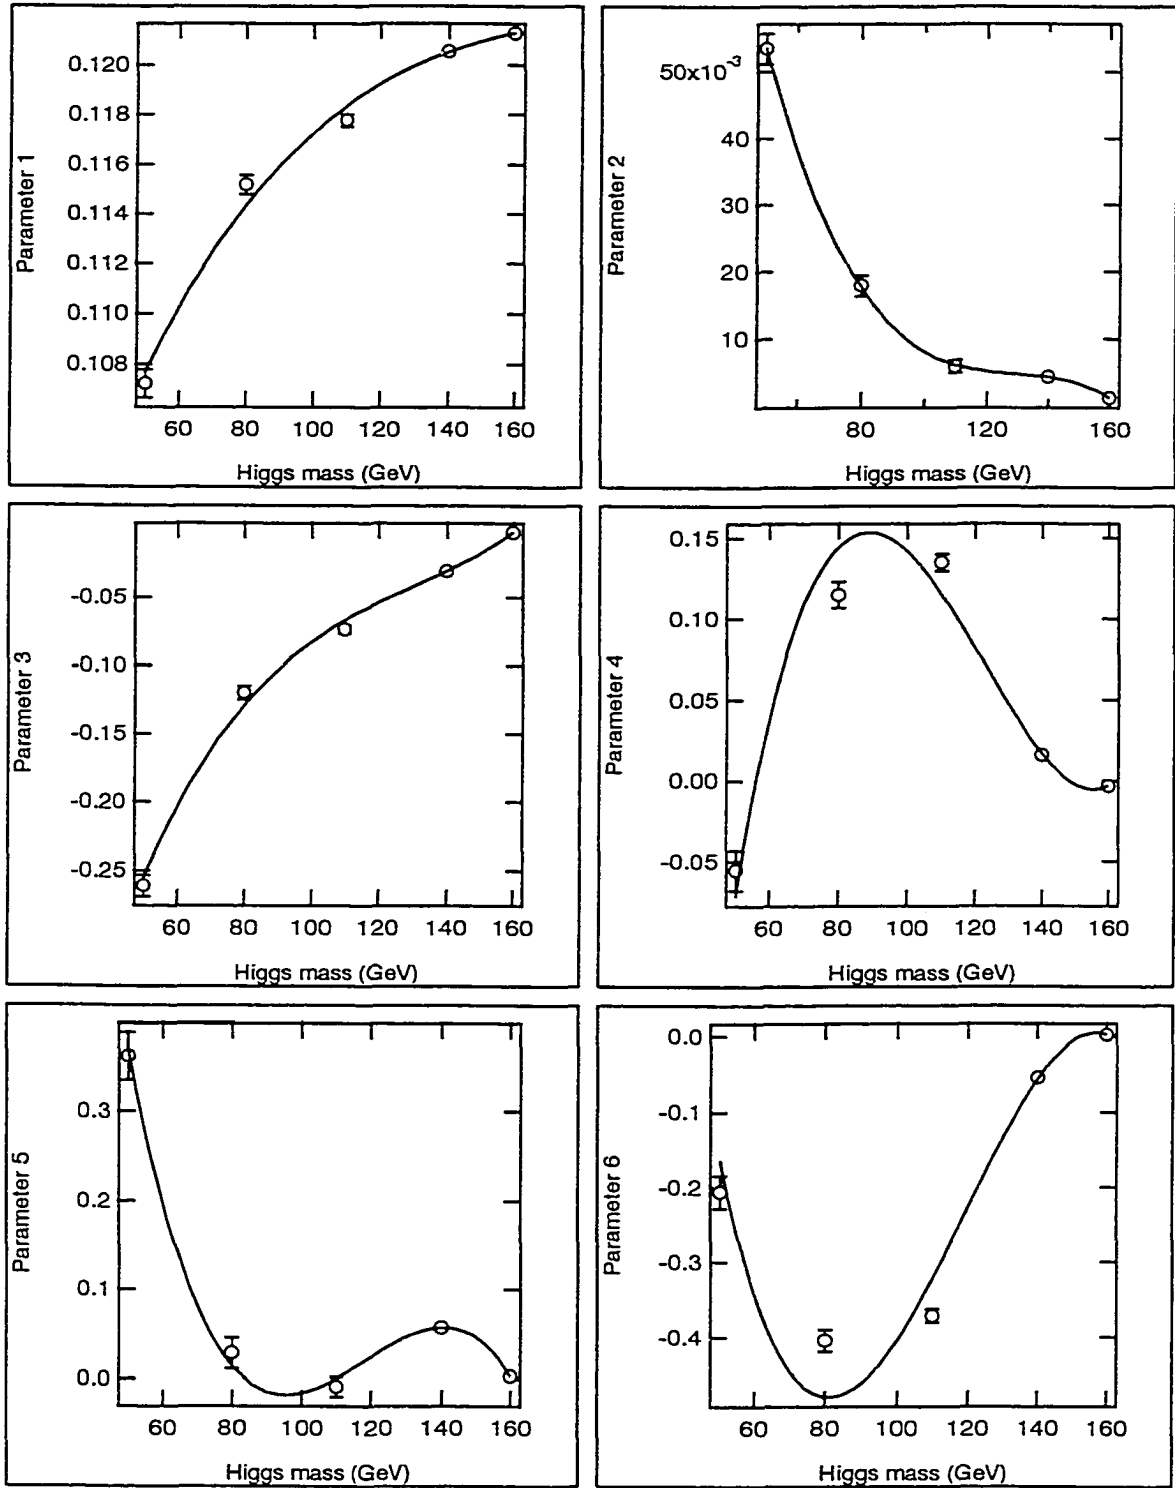 Parameter 1
0.120
0.118
0.116
0.114
0.112
0.110
0.108
60 80 100 120 140 160
Higgs mass (GeV)
Parameter 2
50x10⁻³
40
30
20
10
80 120 160
Higgs mass (GeV)
Parameter 3
-0.05
-0.10
-0.25
-0.20
-0.25
60 80 100 120 140 160
Higgs mass (GeV)
Parameter 4
0.15
0.10
0.05
0.00
-0.05
60 80 100 120 140 160
Higgs mass (GeV)
Parameter 5
0.3
0.2
0.1
0.0
60 80 100 120 140 160
Higgs mass (GeV)
Parameter 6
0.0
-0.1
-0.2
-0.3
-0.4
60 80 100 120 140 160
Higgs mass (GeV)